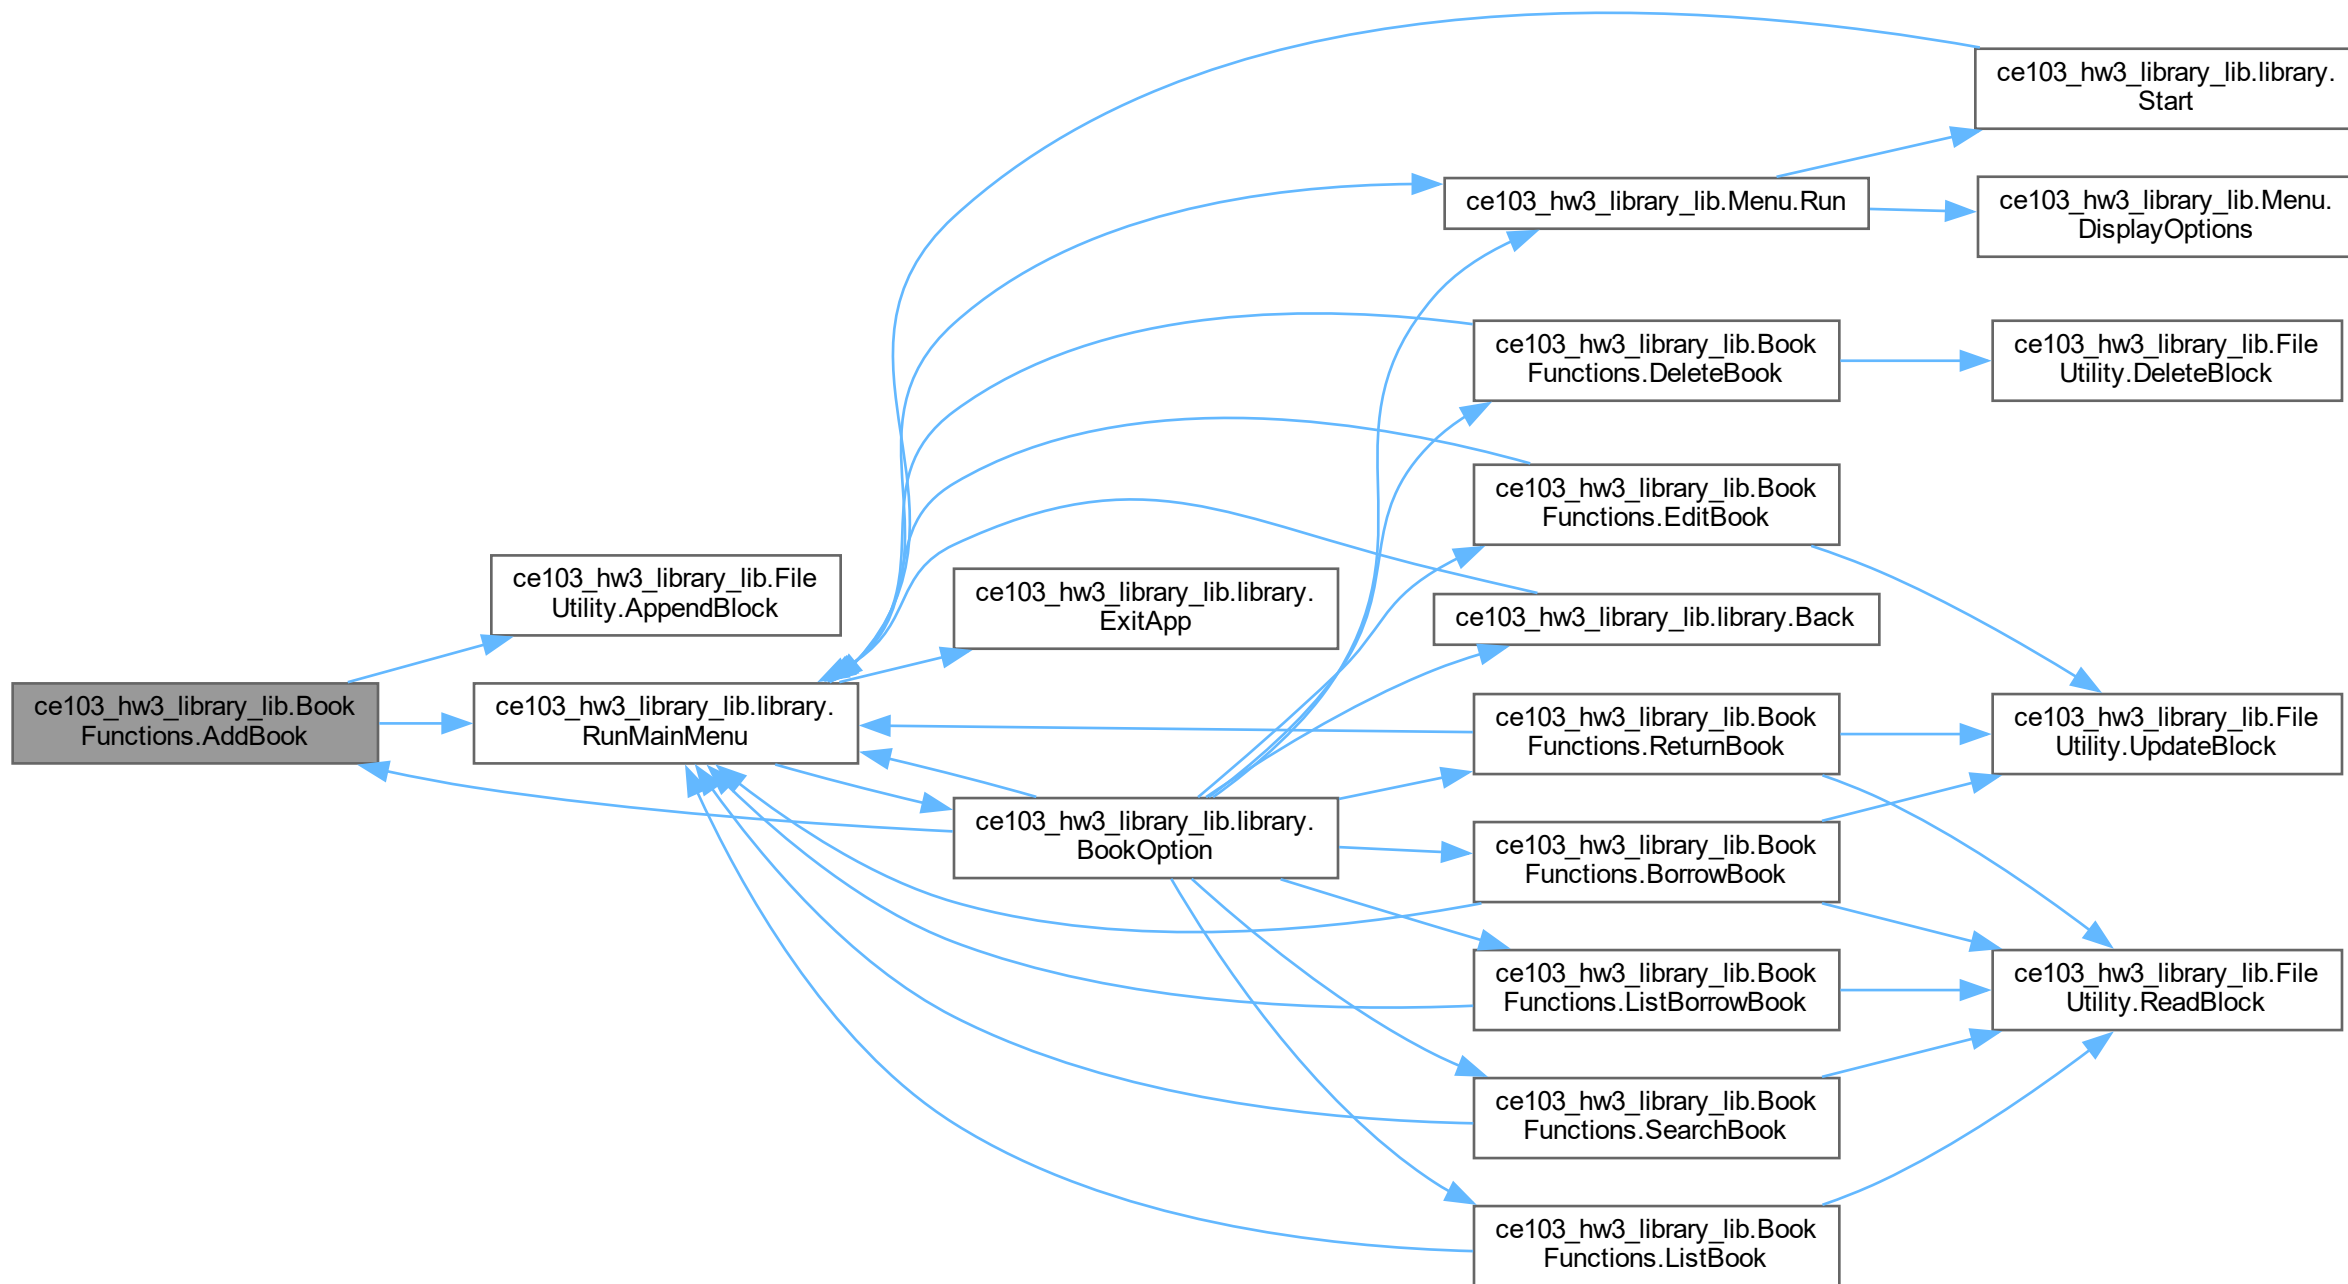 ce103_hw3_library_lib.library.
Start
ce103_hw3_library_lib.Menu.Run
ce103_hw3_library_lib.Menu.
DisplayOptions
ce103_hw3_library_lib.Book
Functions.DeleteBook
ce103_hw3_library_lib.File
Utility.DeleteBlock
ce103_hw3_library_lib.Book
Functions.EditBook
ce103_hw3_library_lib.File
Utility.AppendBlock
ce103_hw3_library_lib.library.
ExitApp
ce103_hw3_library_lib.library.Back
ce103_hw3_library_lib.Book
Functions.AddBook
ce103_hw3_library_lib.library.
RunMainMenu
ce103_hw3_library_lib.Book
Functions.ReturnBook
ce103_hw3_library_lib.File
Utility.UpdateBlock
ce103_hw3_library_lib.library.
BookOption
ce103_hw3_library_lib.Book
Functions.BorrowBook
ce103_hw3_library_lib.Book
Functions.ListBorrowBook
ce103_hw3_library_lib.File
Utility.ReadBlock
ce103_hw3_library_lib.Book
Functions.SearchBook
ce103_hw3_library_lib.Book
Functions.ListBook